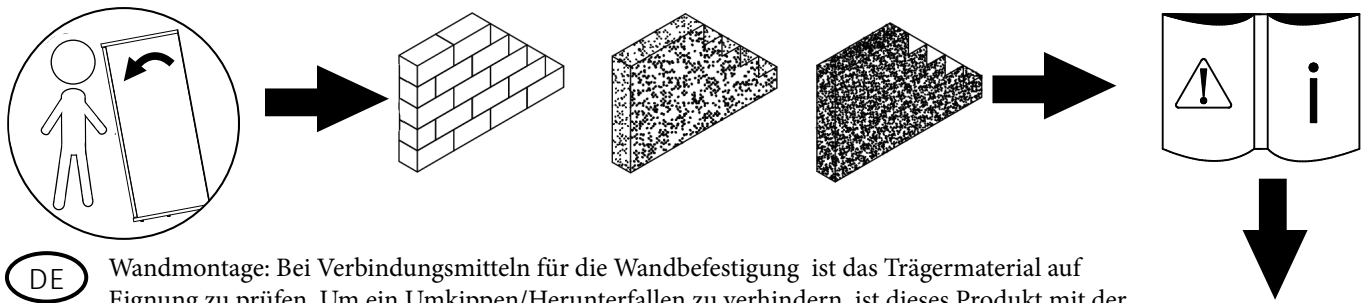 DE
Wandmontage: Bei Verbindungsmitteln für die Wandbefestigung ist das Trägermaterial auf
Eignung zu prüfen. Um ein Umkippen/Herunterfallen zu verhindern, ist dieses Produkt mit der